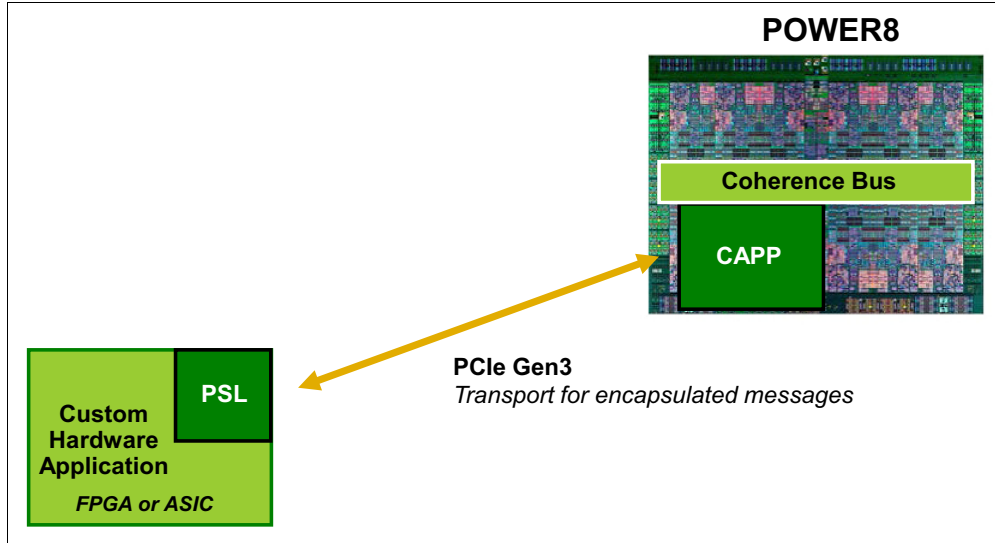 POWER8
Coherence Bus
CAPP
PCIe Gen3
Transport for encapsulated messages
PSL
Custom
Hardware
Application
FPGA or ASIC